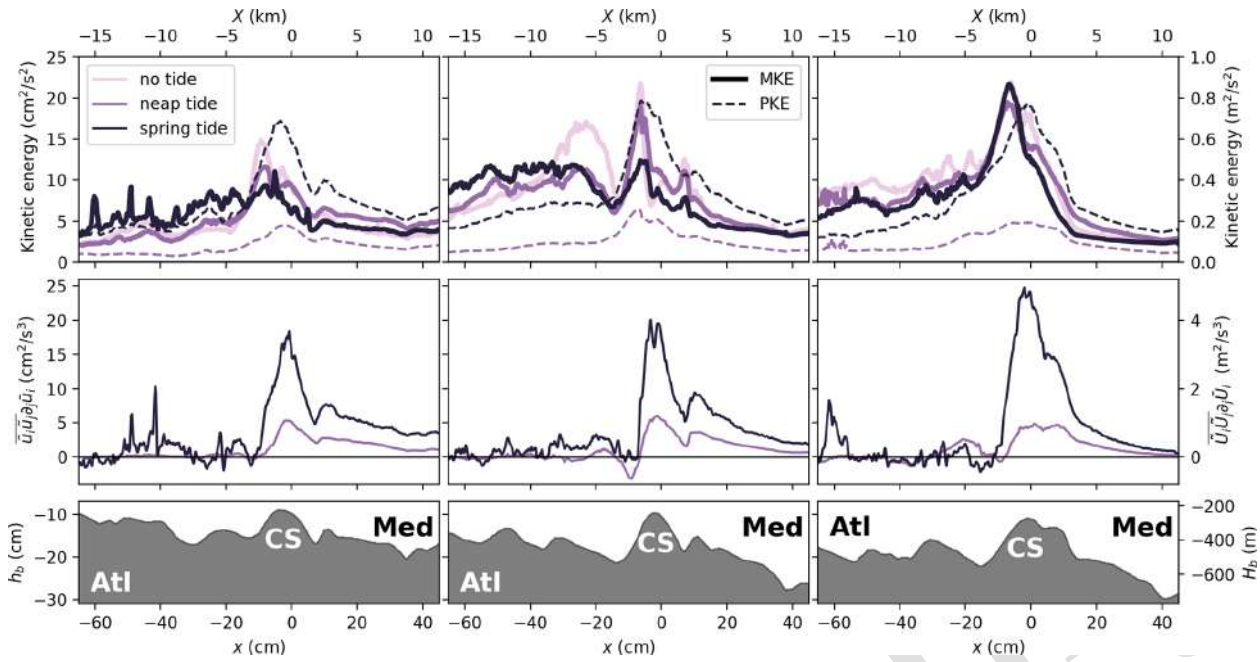 X (km) X (km) X (km)
−15 −10 −5 0 5 10 −15 −10 −5 0 5 10 −15 −10 −5 0 5 10
Kinetic energy (cm²/s²)
25
20
15
10
5
0
no tide
neap tide
spring tide
MKE
PKE
1.0
0.8
0.6
0.4
0.2
0.0
Kinetic energy (m²/s²)
25
20
15
10
5
0
4
2
0
h_b (cm)
−10
−20
−30
CS Med
Atl
CS Med
Atl
Atl Med
CS
−200
−400
−600
H_b (m)
−60 −40 −20 0 20 40 −60 −40 −20 0 20 40 −60 −40 −20 0 20 40
x (cm) x (cm) x (cm)